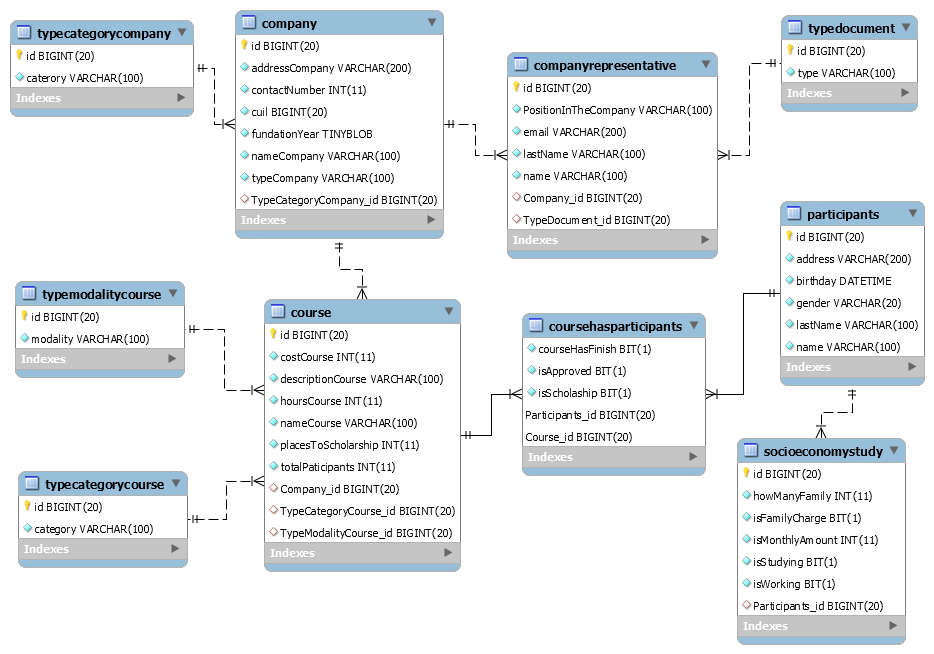 typecategorycompany
id BIGINT(20)
caterory VARCHAR(100)
Indexes
company
id BIGINT(20)
addressCompany VARCHAR(200)
contactNumber INT(11)
cuil BIGINT(20)
fundationYear TINYBLOB
nameCompany VARCHAR(100)
typeCompany VARCHAR(100)
TypeCategoryCompany_id BIGINT(20)
Indexes
companyrepresentative
id BIGINT(20)
PositionInTheCompany VARCHAR(100)
email VARCHAR(200)
lastName VARCHAR(100)
name VARCHAR(100)
Company_id BIGINT(20)
TypeDocument_id BIGINT(20)
Indexes
typedocument
id BIGINT(20)
type VARCHAR(100)
Indexes
participants
id BIGINT(20)
address VARCHAR(200)
birthday DATETIME
gender VARCHAR(20)
lastName VARCHAR(100)
name VARCHAR(100)
Indexes
typemodalitycourse
id BIGINT(20)
modality VARCHAR(100)
Indexes
course
id BIGINT(20)
costCourse INT(11)
descriptionCourse VARCHAR(100)
hoursCourse INT(11)
nameCourse VARCHAR(100)
placesToScholarship INT(11)
totalPaticipants INT(11)
Company_id BIGINT(20)
TypeCategoryCourse_id BIGINT(20)
TypeModalityCourse_id BIGINT(20)
Indexes
coursehasparticipants
courseHasFinish BIT(1)
isApproved BIT(1)
isScholaship BIT(1)
Participants_id BIGINT(20)
Course_id BIGINT(20)
Indexes
typecategorycourse
id BIGINT(20)
category VARCHAR(100)
Indexes
socioeconomystudy
id BIGINT(20)
howManyFamily INT(11)
isFamilyCharge BIT(1)
isMonthlyAmount INT(11)
isStudying BIT(1)
isWorking BIT(1)
Participants_id BIGINT(20)
Indexes